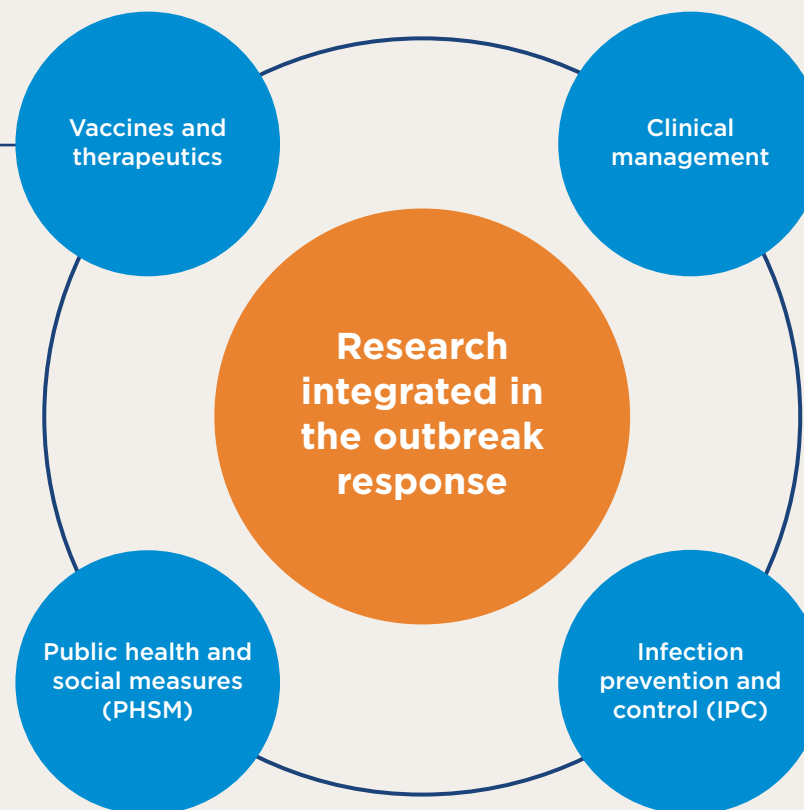 Vaccines and
therapeutics
Clinical
management
Research
integrated in
the outbreak
response
Public health and
social measures
(PHSM)
Infection
prevention and
control (IPC)